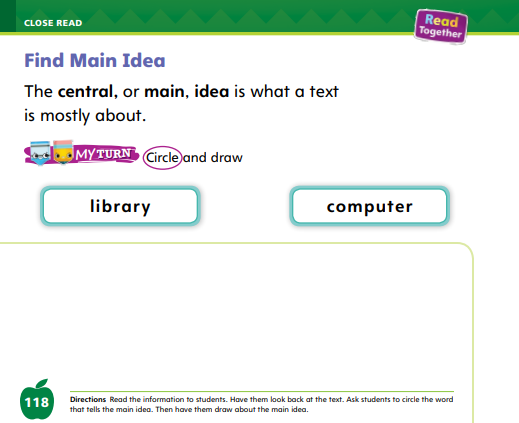 CLOSE READ
Read
Together
Find Main Idea
The central, or main, idea is what a text
is mostly about.
MY TURN Circle and draw
library computer
118
Directions Read the information to students. Have them look back at the text. Ask students to circle the word
that tells the main idea. Then have them draw about the main idea.